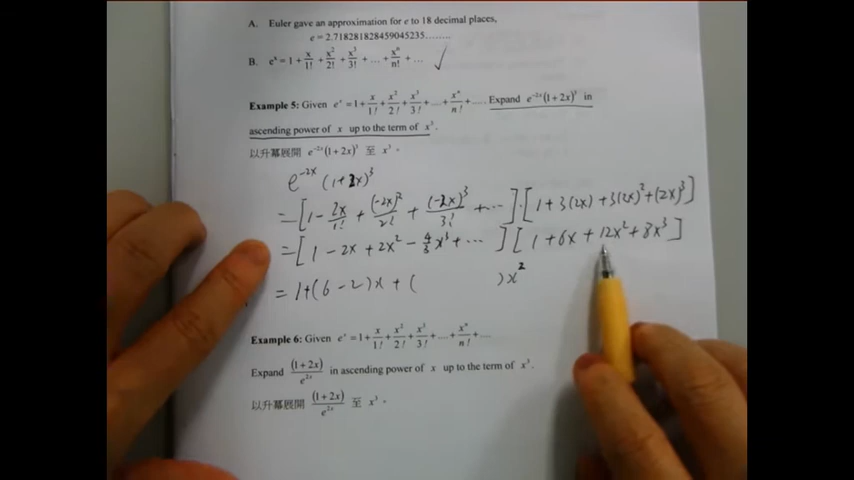 A. Euler gave an approximation for e to 18 decimal places,
e = 2.718281828459045235........
B. e^x = 1 + x/1! + x²/2! + x³/3! + ... + xⁿ/n! + ... ✓
Example 5: Given e^x = 1 + x/1! + x²/2! + x³/3! + ... + xⁿ/n! + .... Expand e^(-2x)(1+2x)³ in
ascending power of x up to the term of x³.
以升冪展開 e^(-2x)(1+2x)³ 至 x³。
e^(-2x) (1+2x)³
= [1 - 2x/1! + (-2x)²/2! + (-2x)³/3! + ...] · [1 + 3(2x) + 3(2x)² + (2x)³]
= [1 - 2x + 2x² - 4/3 x³ + ...] [1 + 6x + 12x² + 8x³]
= 1 + (6 - 2)x + ( )x²
Example 6: Given e^x = 1 + x/1! + x²/2! + x³/3! + ... + xⁿ/n! + ...
Expand (1+2x)/e^(2x) in ascending power of x up to the term of x³.
以升冪展開 (1+2x)/e^(2x) 至 x³。